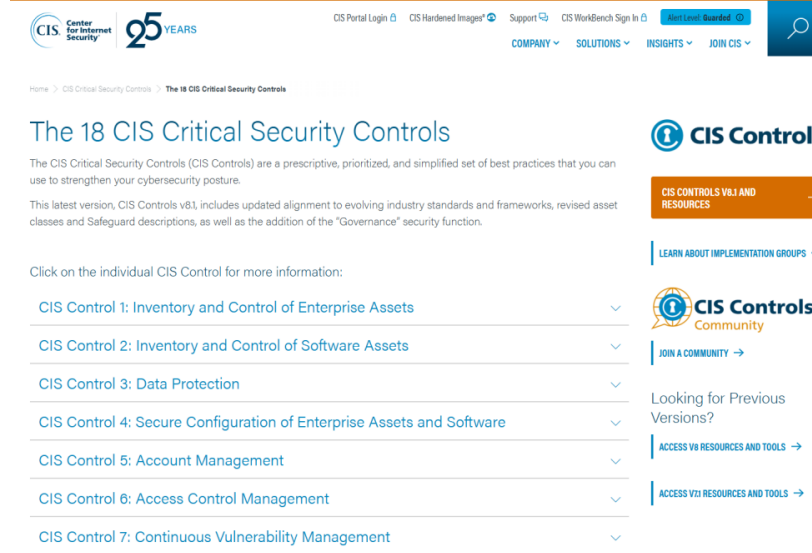 CIS Portal Login
CIS Hardened Images®
Support
CIS WorkBench Sign In
Alert Level: Guarded
CIS. Center for Internet Security®
25 YEARS
COMPANY
SOLUTIONS
INSIGHTS
JOIN CIS
Home > CIS Critical Security Controls > The 18 CIS Critical Security Controls
The 18 CIS Critical Security Controls
The CIS Critical Security Controls (CIS Controls) are a prescriptive, prioritized, and simplified set of best practices that you can
use to strengthen your cybersecurity posture.
This latest version, CIS Controls v8.1, includes updated alignment to evolving industry standards and frameworks, revised asset
classes and Safeguard descriptions, as well as the addition of the "Governance" security function.
Click on the individual CIS Control for more information:
CIS Control 1: Inventory and Control of Enterprise Assets
CIS Control 2: Inventory and Control of Software Assets
CIS Control 3: Data Protection
CIS Control 4: Secure Configuration of Enterprise Assets and Software
CIS Control 5: Account Management
CIS Control 6: Access Control Management
CIS Control 7: Continuous Vulnerability Management
CIS Control
CIS CONTROLS V8.1 AND
RESOURCES
LEARN ABOUT IMPLEMENTATION GROUPS
CIS Controls
Community
JOIN A COMMUNITY
Looking for Previous
Versions?
ACCESS V8 RESOURCES AND TOOLS
ACCESS V7.1 RESOURCES AND TOOLS